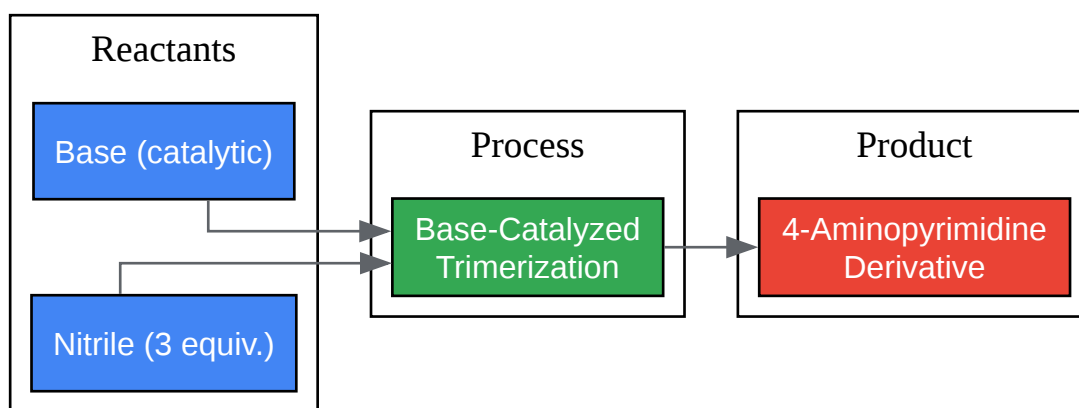 Reactants
Base (catalytic)
Nitrile (3 equiv.)
Process
Base-Catalyzed
Trimerization
Product
4-Aminopyrimidine
Derivative